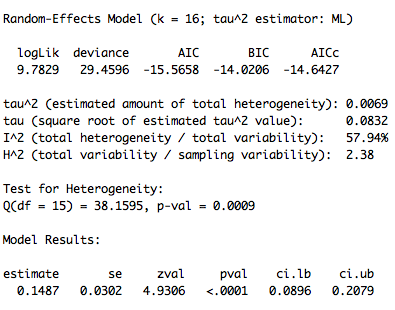 Random-Effects Model (k = 16; tau^2 estimator: ML)
logLik deviance AIC BIC AICc
9.7829 29.4596 -15.5658 -14.0206 -14.6427
tau^2 (estimated amount of total heterogeneity): 0.0069
tau (square root of estimated tau^2 value): 0.0832
I^2 (total heterogeneity / total variability): 57.94%
H^2 (total variability / sampling variability): 2.38
Test for Heterogeneity:
Q(df = 15) = 38.1595, p-val = 0.0009
Model Results:
estimate se zval pval ci.lb ci.ub
0.1487 0.0302 4.9306 <.0001 0.0896 0.2079